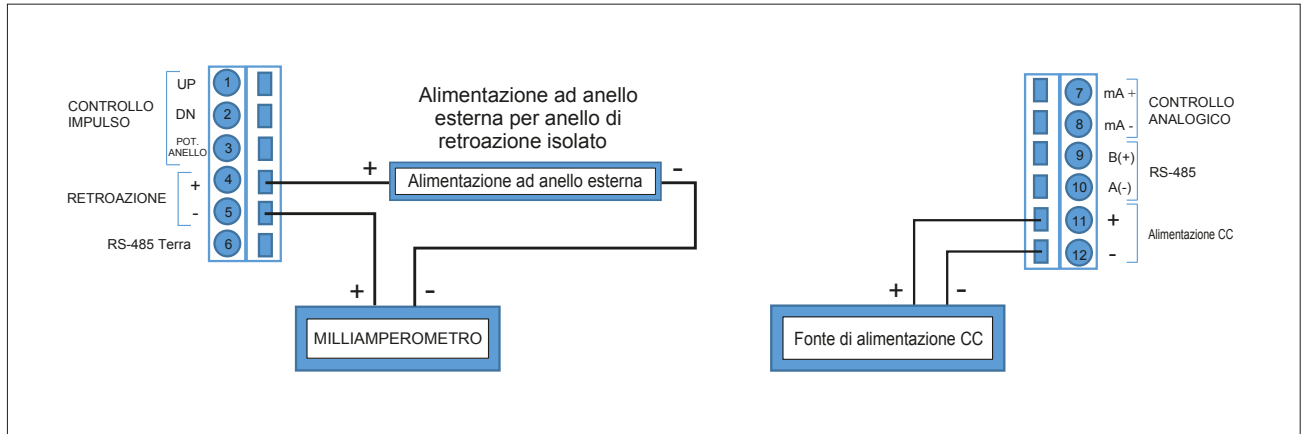 CONTROLLO
IMPULSO
UP
1
DN
2
POT.
ANELLO
3
RETROAZIONE
+
4
-
5
RS-485 Terra
6
Alimentazione ad anello
esterna per anello di
retroazione isolato
+
-
Alimentazione ad anello esterna
+
-
MILLIAMPEROMETRO
7
mA +
8
mA -
CONTROLLO
ANALOGICO
9
B(+)
10
A(-)
RS-485
11
+
12
-
Alimentazione CC
+
-
Fonte di alimentazione CC